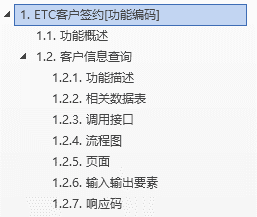 1. ETC客户签约[功能编码]
1.1. 功能概述
1.2. 客户信息查询
1.2.1. 功能描述
1.2.2. 相关数据表
1.2.3. 调用接口
1.2.4. 流程图
1.2.5. 页面
1.2.6. 输入输出要素
1.2.7. 响应码